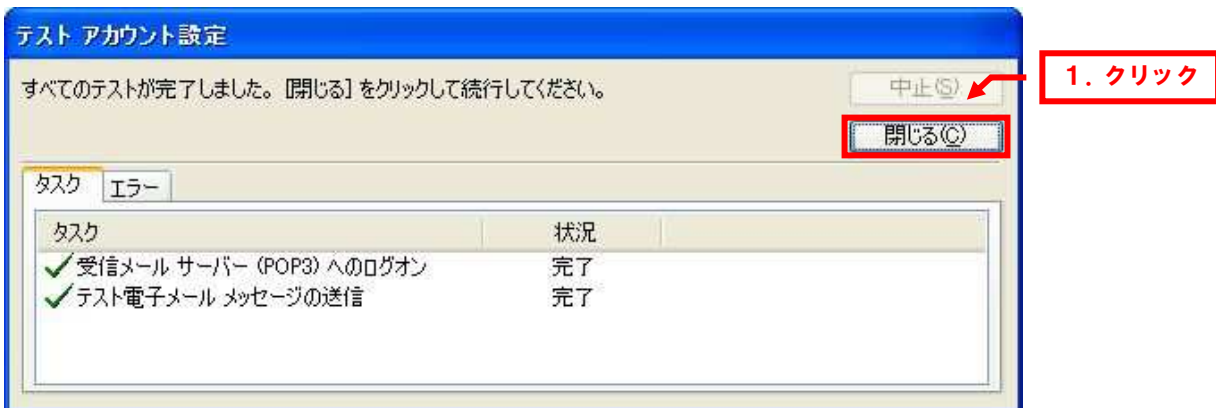 テスト アカウント設定
すべてのテストが完了しました。[閉じる] をクリックして続行してください。
中止(S)
1. クリック
閉じる(C)
タスク エラー
タスク 状況
受信メール サーバー (POP3) へのログオン 完了
テスト電子メール メッセージの送信 完了